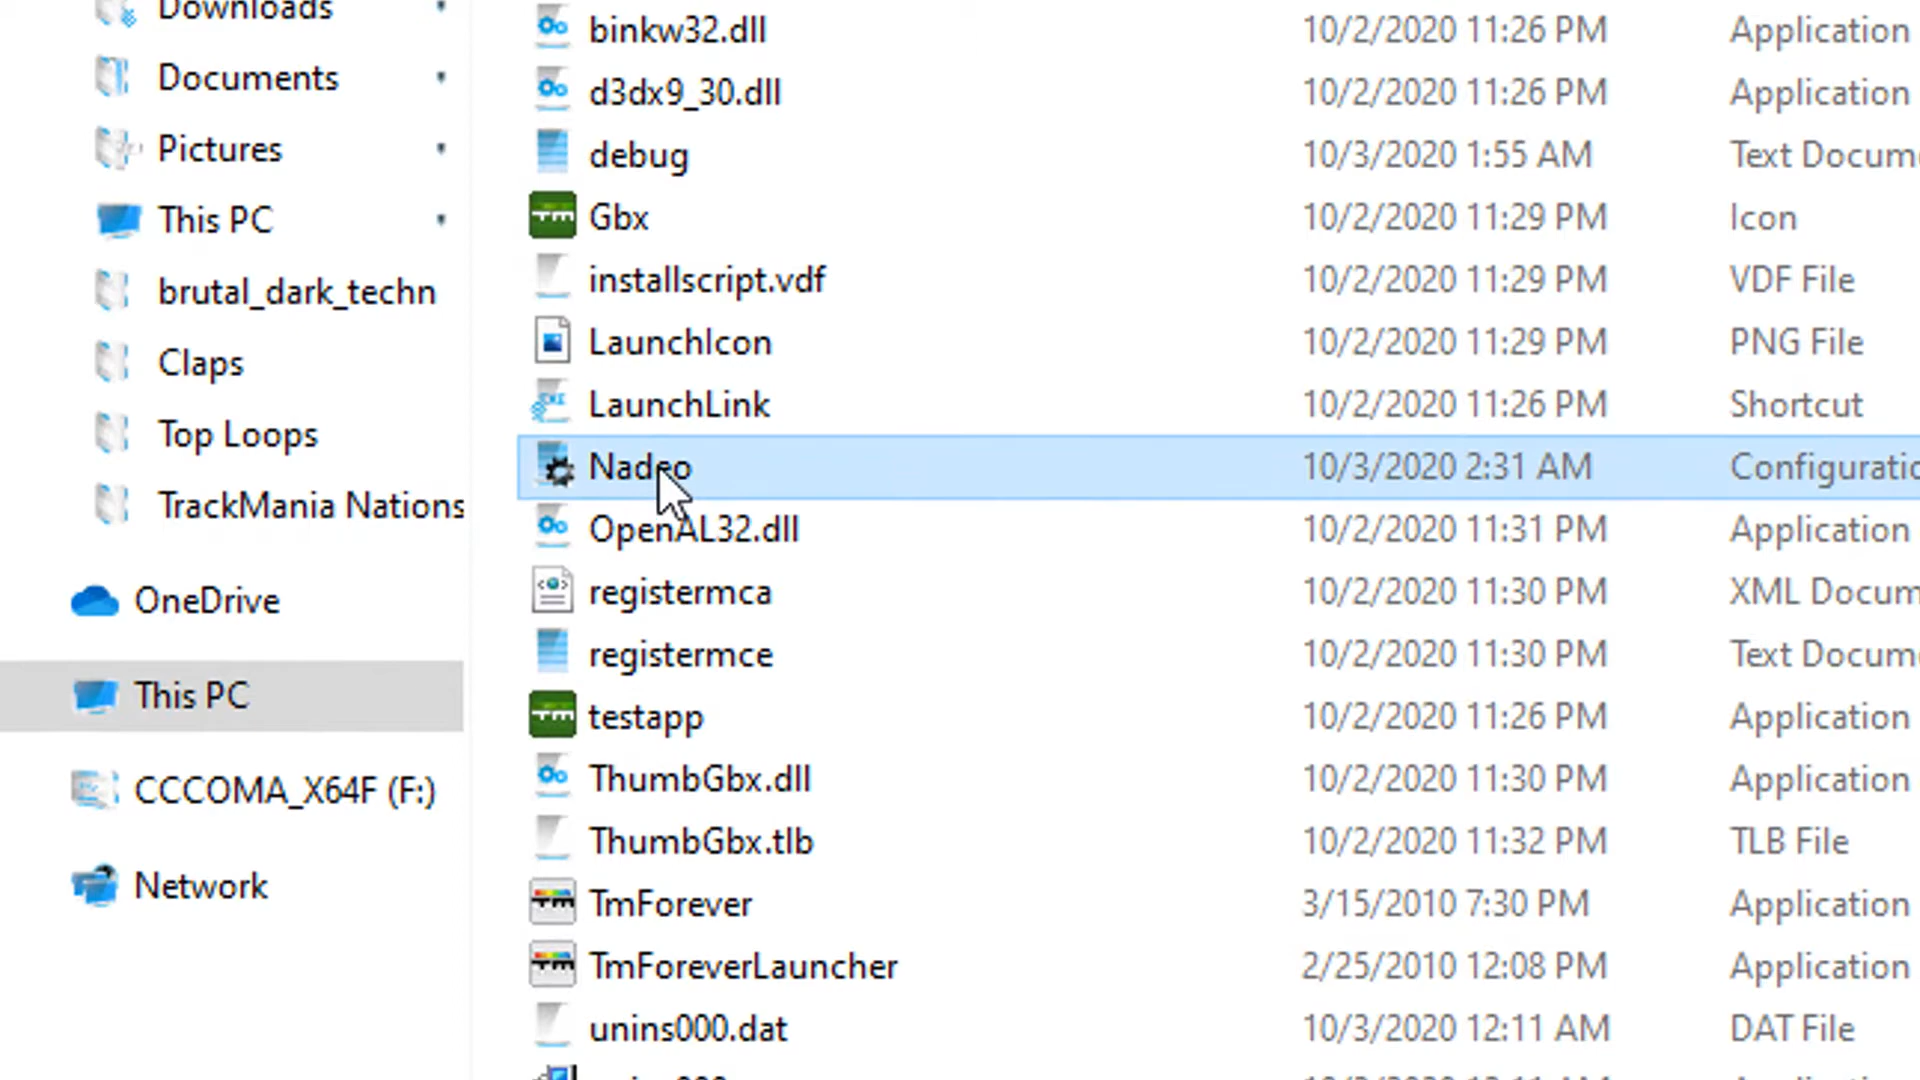 Downloads
Documents
Pictures
This PC
brutal_dark_techn
Claps
Top Loops
TrackMania Nations
OneDrive
This PC
CCCOMA_X64F (F:)
Network
binkw32.dll 10/2/2020 11:26 PM Application
d3dx9_30.dll 10/2/2020 11:26 PM Application
debug 10/3/2020 1:55 AM Text Docum
Gbx 10/2/2020 11:29 PM Icon
installscript.vdf 10/2/2020 11:29 PM VDF File
LaunchIcon 10/2/2020 11:29 PM PNG File
LaunchLink 10/2/2020 11:26 PM Shortcut
Nadeo 10/3/2020 2:31 AM Configuratio
OpenAL32.dll 10/2/2020 11:31 PM Application
registermca 10/2/2020 11:30 PM XML Docum
registermce 10/2/2020 11:30 PM Text Docum
testapp 10/2/2020 11:26 PM Application
ThumbGbx.dll 10/2/2020 11:30 PM Application
ThumbGbx.tlb 10/2/2020 11:32 PM TLB File
TmForever 3/15/2010 7:30 PM Application
TmForeverLauncher 2/25/2010 12:08 PM Application
unins000.dat 10/3/2020 12:11 AM DAT File